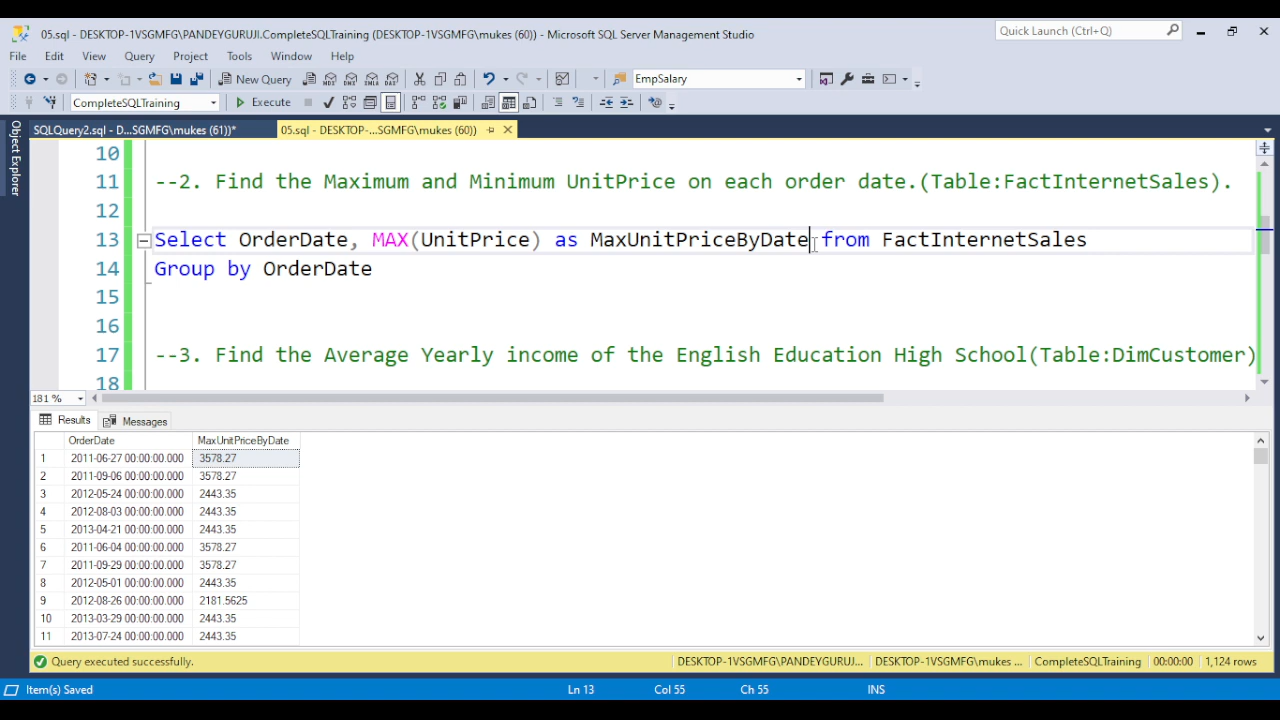 05.sql - DESKTOP-1VSGMFG\PANDEYGURUJI.CompleteSQLTraining (DESKTOP-1VSGMFG\mukes (60)) - Microsoft SQL Server Management Studio
Quick Launch (Ctrl+Q)
File Edit View Query Project Tools Window Help
New Query
EmpSalary
CompleteSQLTraining
Execute
Object Explorer
SQLQuery2.sql - D...SGMFG\mukes (61))*
05.sql - DESKTOP-...SGMFG\mukes (60))
10
11 --2. Find the Maximum and Minimum UnitPrice on each order date.(Table:FactInternetSales).
12
13 Select OrderDate, MAX(UnitPrice) as MaxUnitPriceByDate from FactInternetSales
14 Group by OrderDate
15
16
17 --3. Find the Average Yearly income of the English Education High School(Table:DimCustomer)
18
181 %
Results Messages
OrderDate MaxUnitPriceByDate
1 2011-06-27 00:00:00.000 3578.27
2 2011-09-06 00:00:00.000 3578.27
3 2012-05-24 00:00:00.000 2443.35
4 2012-08-03 00:00:00.000 2443.35
5 2013-04-21 00:00:00.000 2443.35
6 2011-06-04 00:00:00.000 3578.27
7 2011-09-29 00:00:00.000 3578.27
8 2012-05-01 00:00:00.000 2443.35
9 2012-08-26 00:00:00.000 2181.5625
10 2013-03-29 00:00:00.000 2443.35
11 2013-07-24 00:00:00.000 2443.35
Query executed successfully.
DESKTOP-1VSGMFG\PANDEYGURUJ... DESKTOP-1VSGMFG\mukes ... CompleteSQLTraining 00:00:00 1,124 rows
Item(s) Saved Ln 13 Col 55 Ch 55 INS